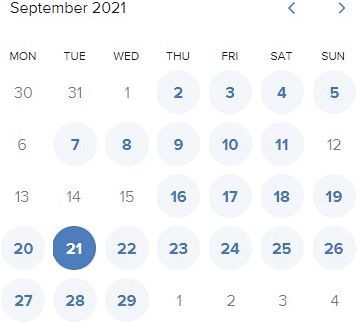 September 2021
MON TUE WED THU FRI SAT SUN
30 31 1 2 3 4 5
6 7 8 9 10 11 12
13 14 15 16 17 18 19
20 21 22 23 24 25 26
27 28 29 1 2 3 4